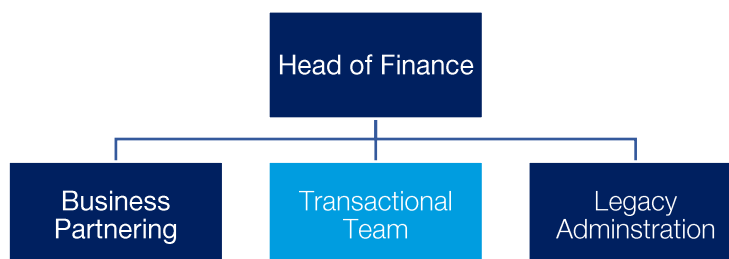 Head of Finance
Business
Partnering
Transactional
Team
Legacy
Adminstration